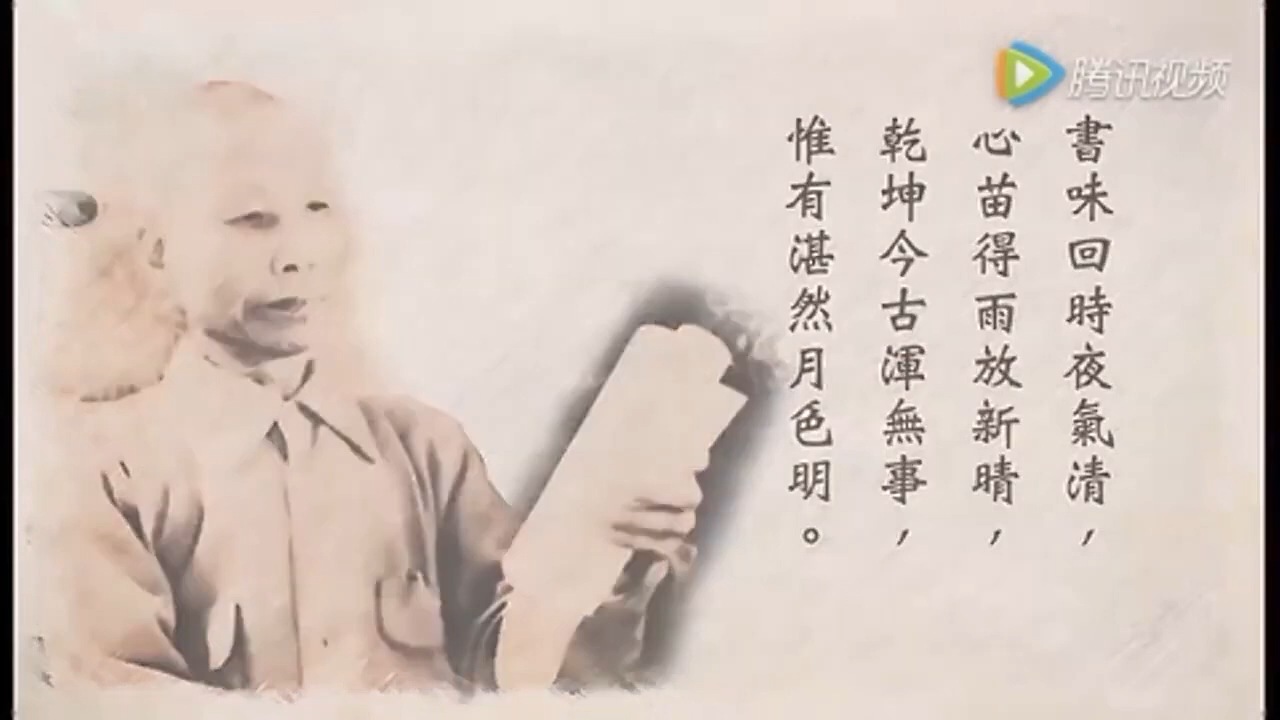 腾讯视频
書味回時夜氣清，
心苗得雨放新晴，
乾坤今古渾無事，
惟有湛然月色明。